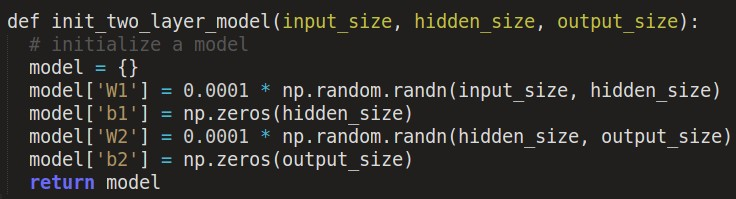 def init_two_layer_model(input_size, hidden_size, output_size):
  # initialize a model
  model = {}
  model['W1'] = 0.0001 * np.random.randn(input_size, hidden_size)
  model['b1'] = np.zeros(hidden_size)
  model['W2'] = 0.0001 * np.random.randn(hidden_size, output_size)
  model['b2'] = np.zeros(output_size)
  return model